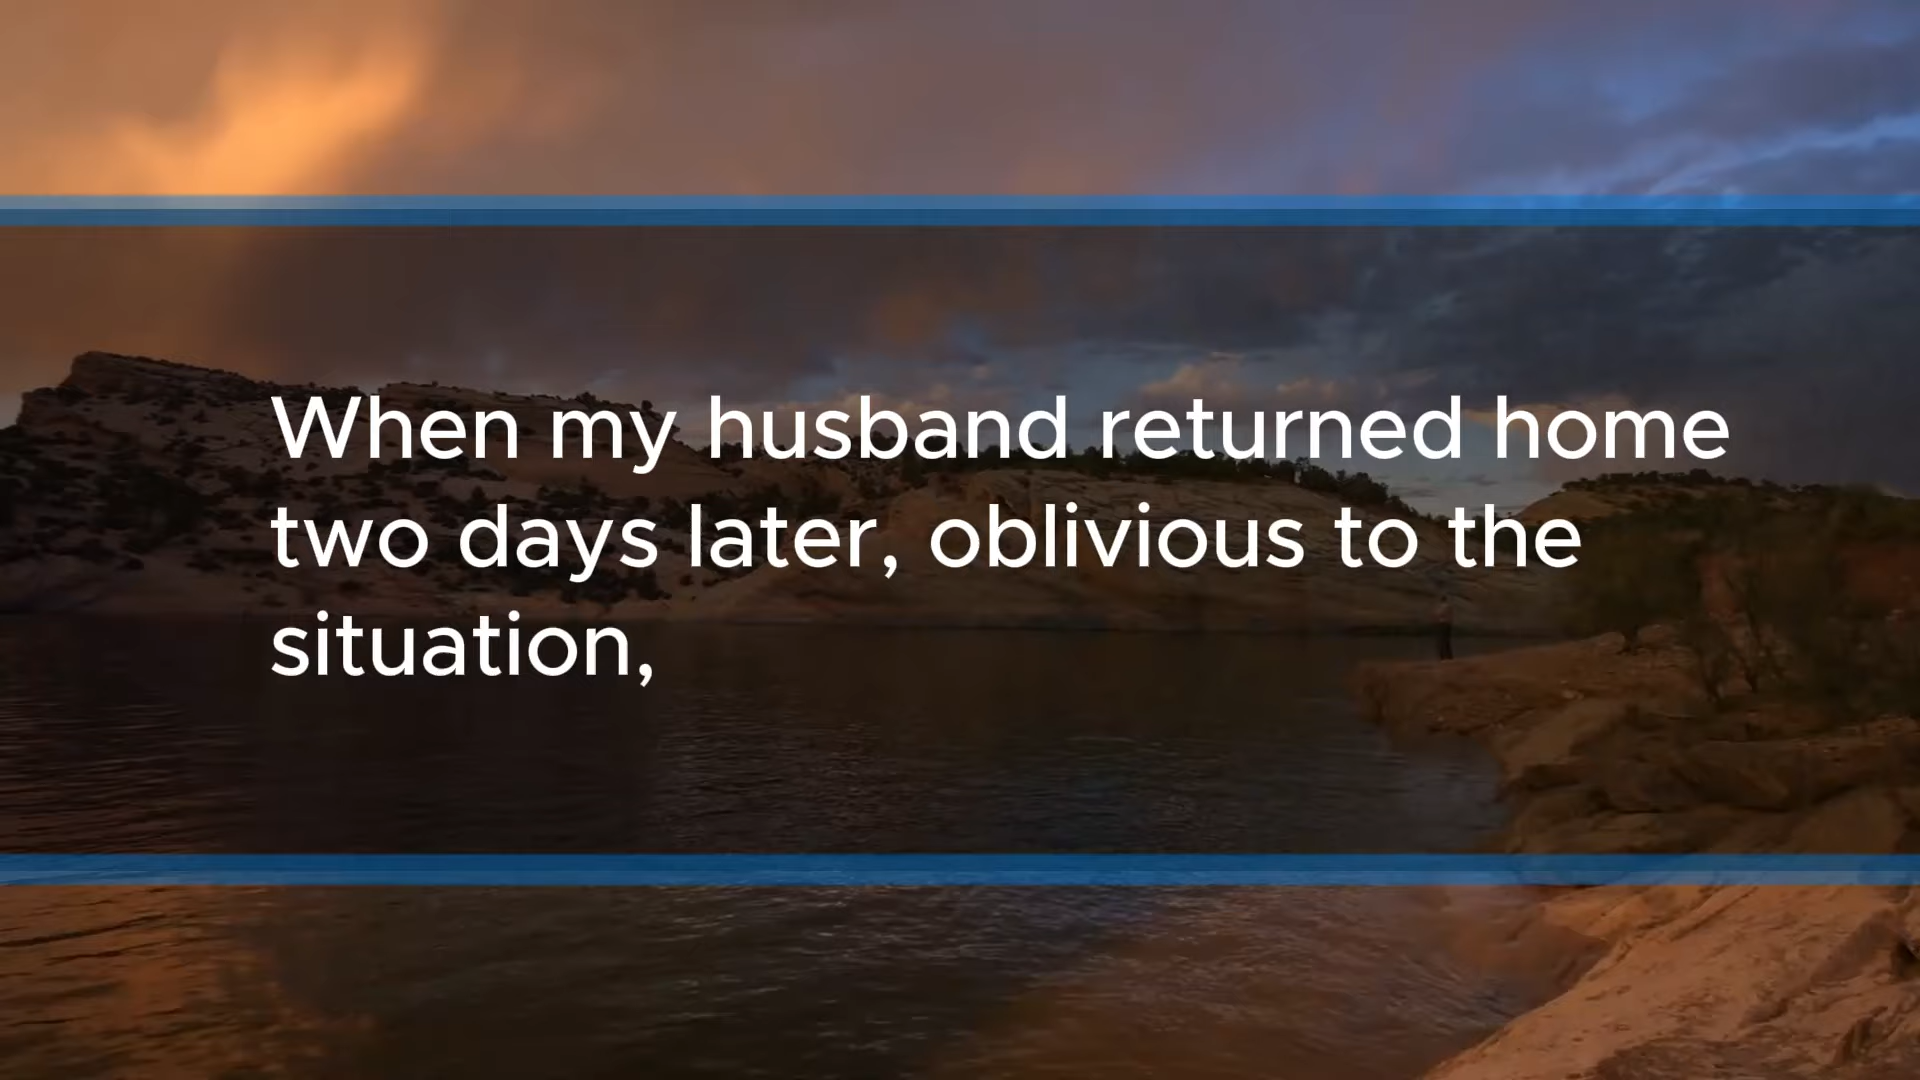 When my husband returned home
two days later, oblivious to the
situation,